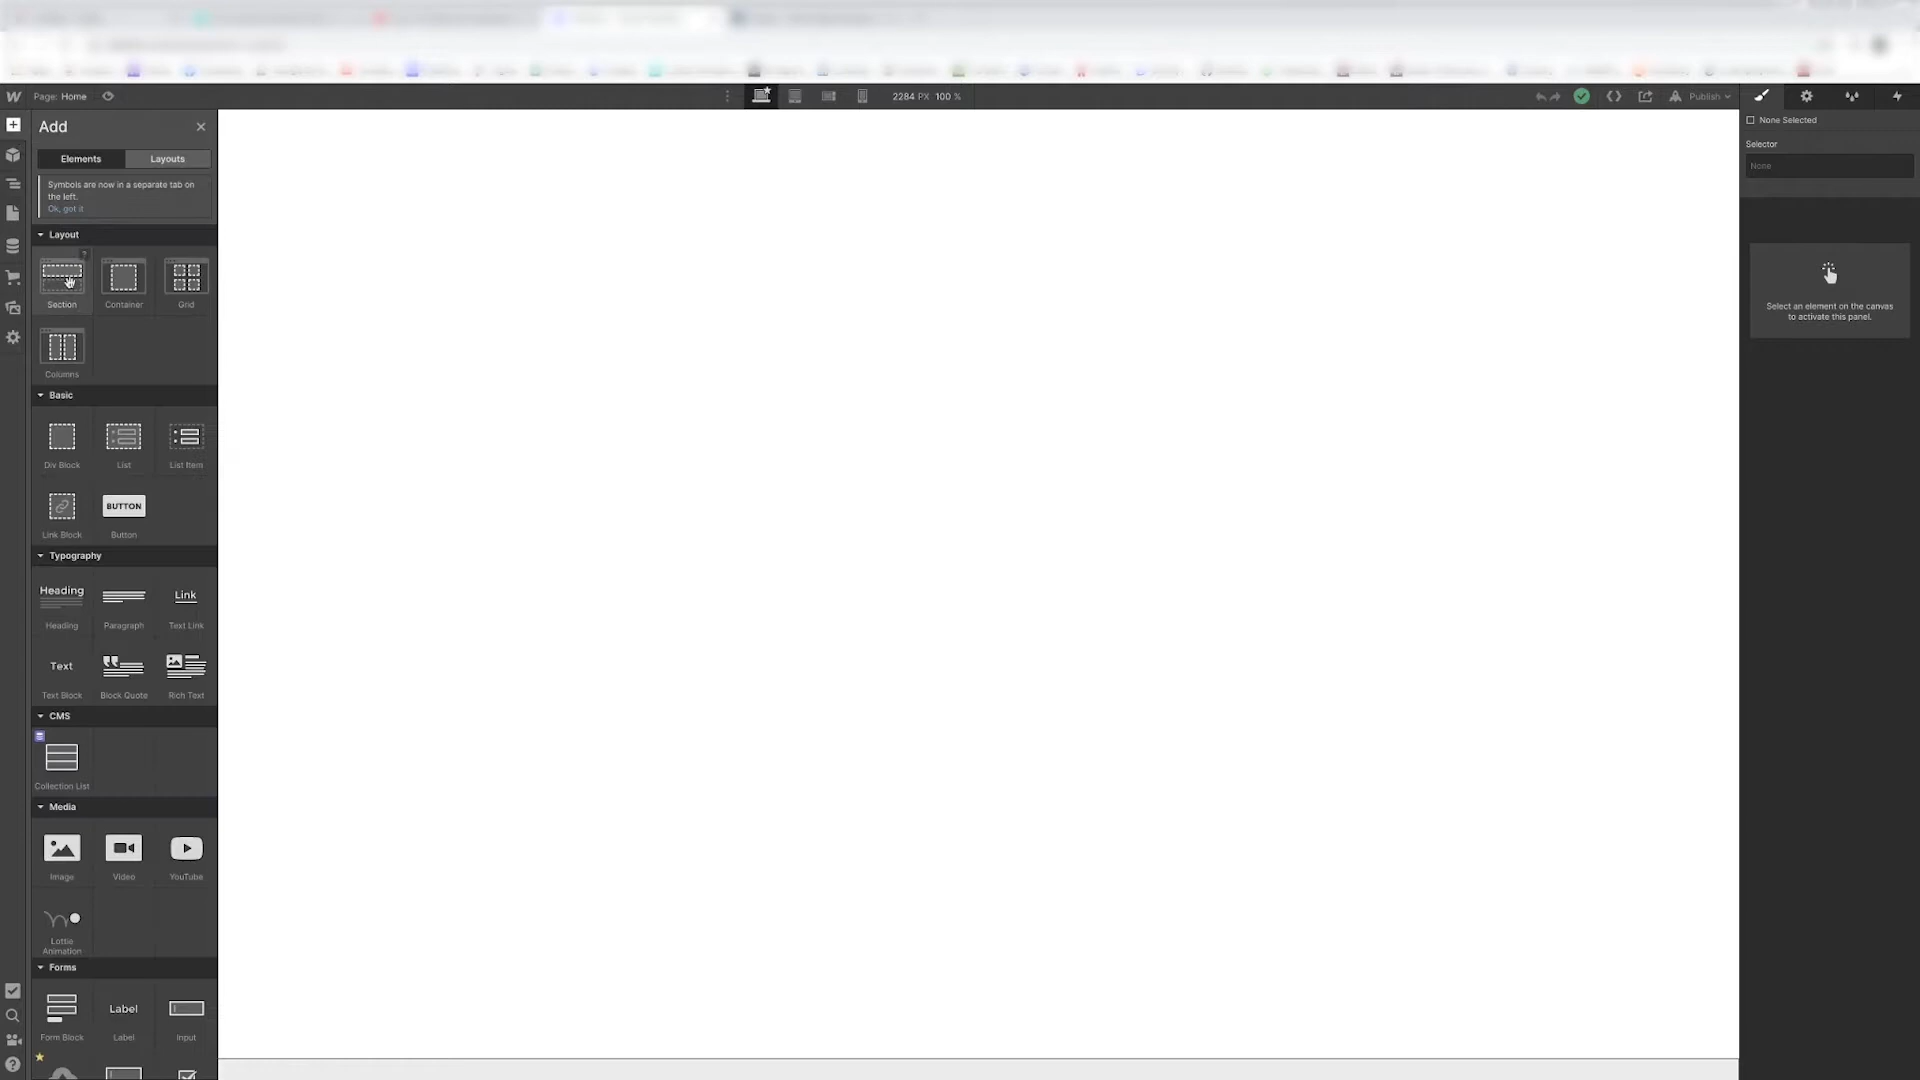 Page: Home
2284 PX 100 %
Publish
Add
Elements
Layouts
Symbols are now in a separate tab on
the left.
Ok, got it
Layout
?
Section
Container
Grid
Columns
Basic
Div Block
List
List Item
BUTTON
Link Block
Button
Typography
Heading
Link
Heading
Paragraph
Text Link
Text
Text Block
Block Quote
Rich Text
CMS
Collection List
Media
Image
Video
YouTube
Lottie
Animation
Forms
Label
Form Block
Label
Input
None Selected
Selector
None
Select an element on the canvas
to activate this panel.